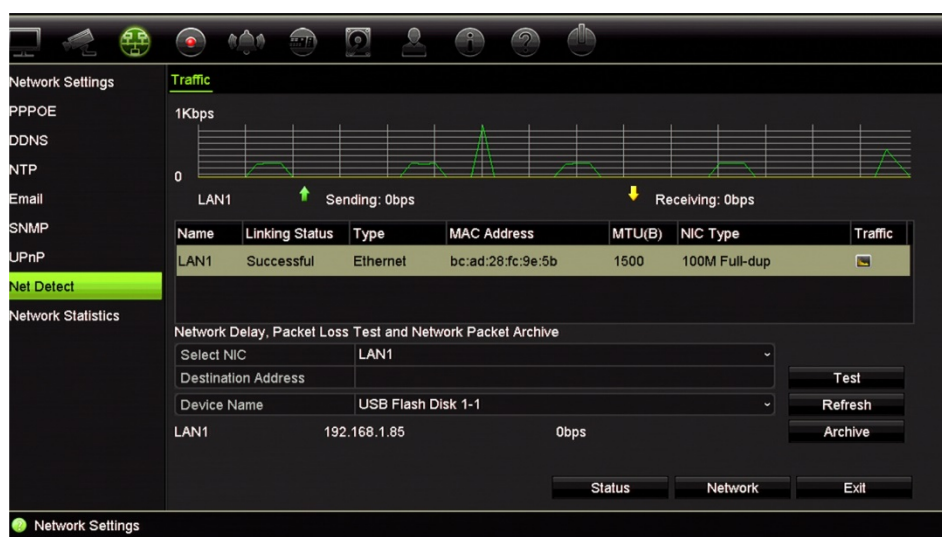 Network Settings
Traffic
PPPOE
1Kbps
DDNS
NTP
0
Email
LAN1 Sending: 0bps Receiving: 0bps
SNMP
Name Linking Status Type MAC Address MTU(B) NIC Type Traffic
UPnP
LAN1 Successful Ethernet bc:ad:28:fc:9e:5b 1500 100M Full-dup
Net Detect
Network Statistics
Network Delay, Packet Loss Test and Network Packet Archive
Select NIC LAN1
Destination Address Test
Device Name USB Flash Disk 1-1 Refresh
LAN1 192.168.1.85 0bps Archive
Status Network Exit
Network Settings